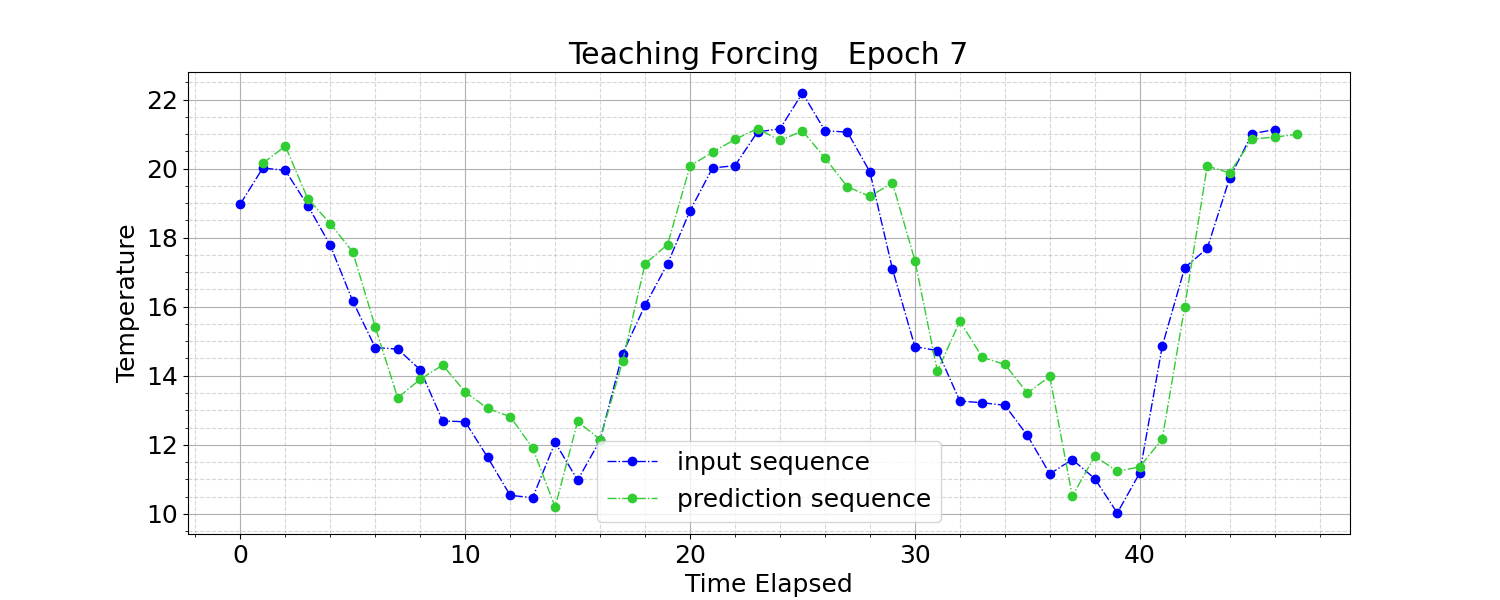 Teaching Forcing   Epoch 7
22
20
18
16
14
12
10
Temperature
input sequence
prediction sequence
0 10 20 30 40
Time Elapsed